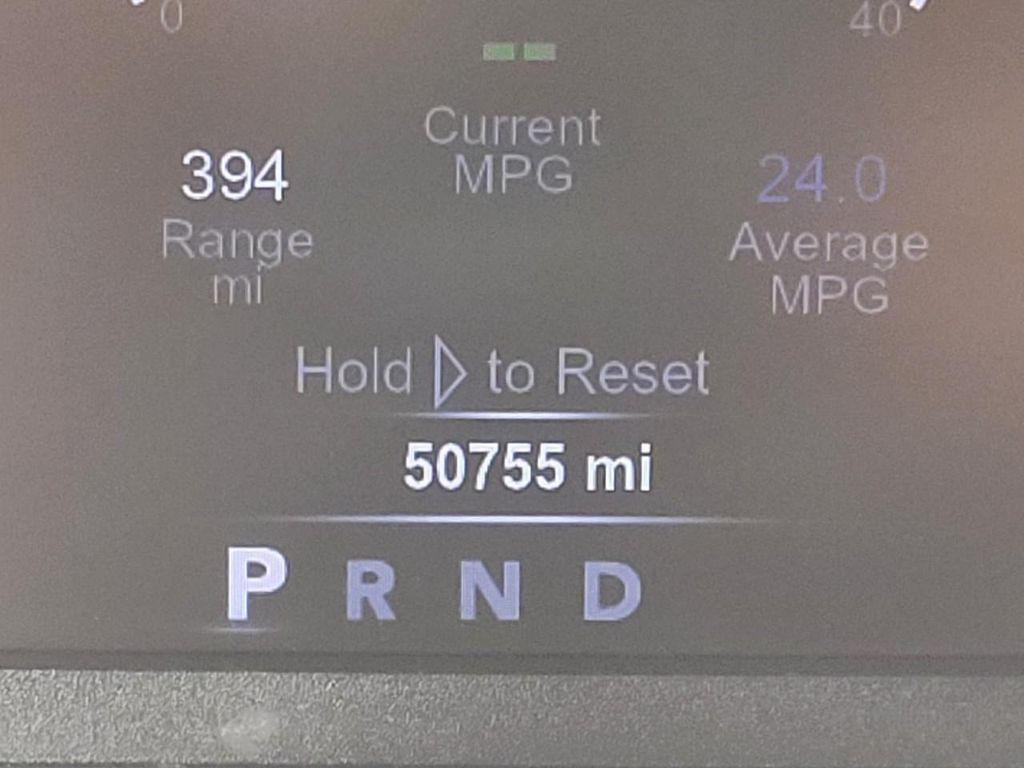 0 40
Current
MPG
394
Range
mi
24.0
Average
MPG
Hold to Reset
50755 mi
P R N D